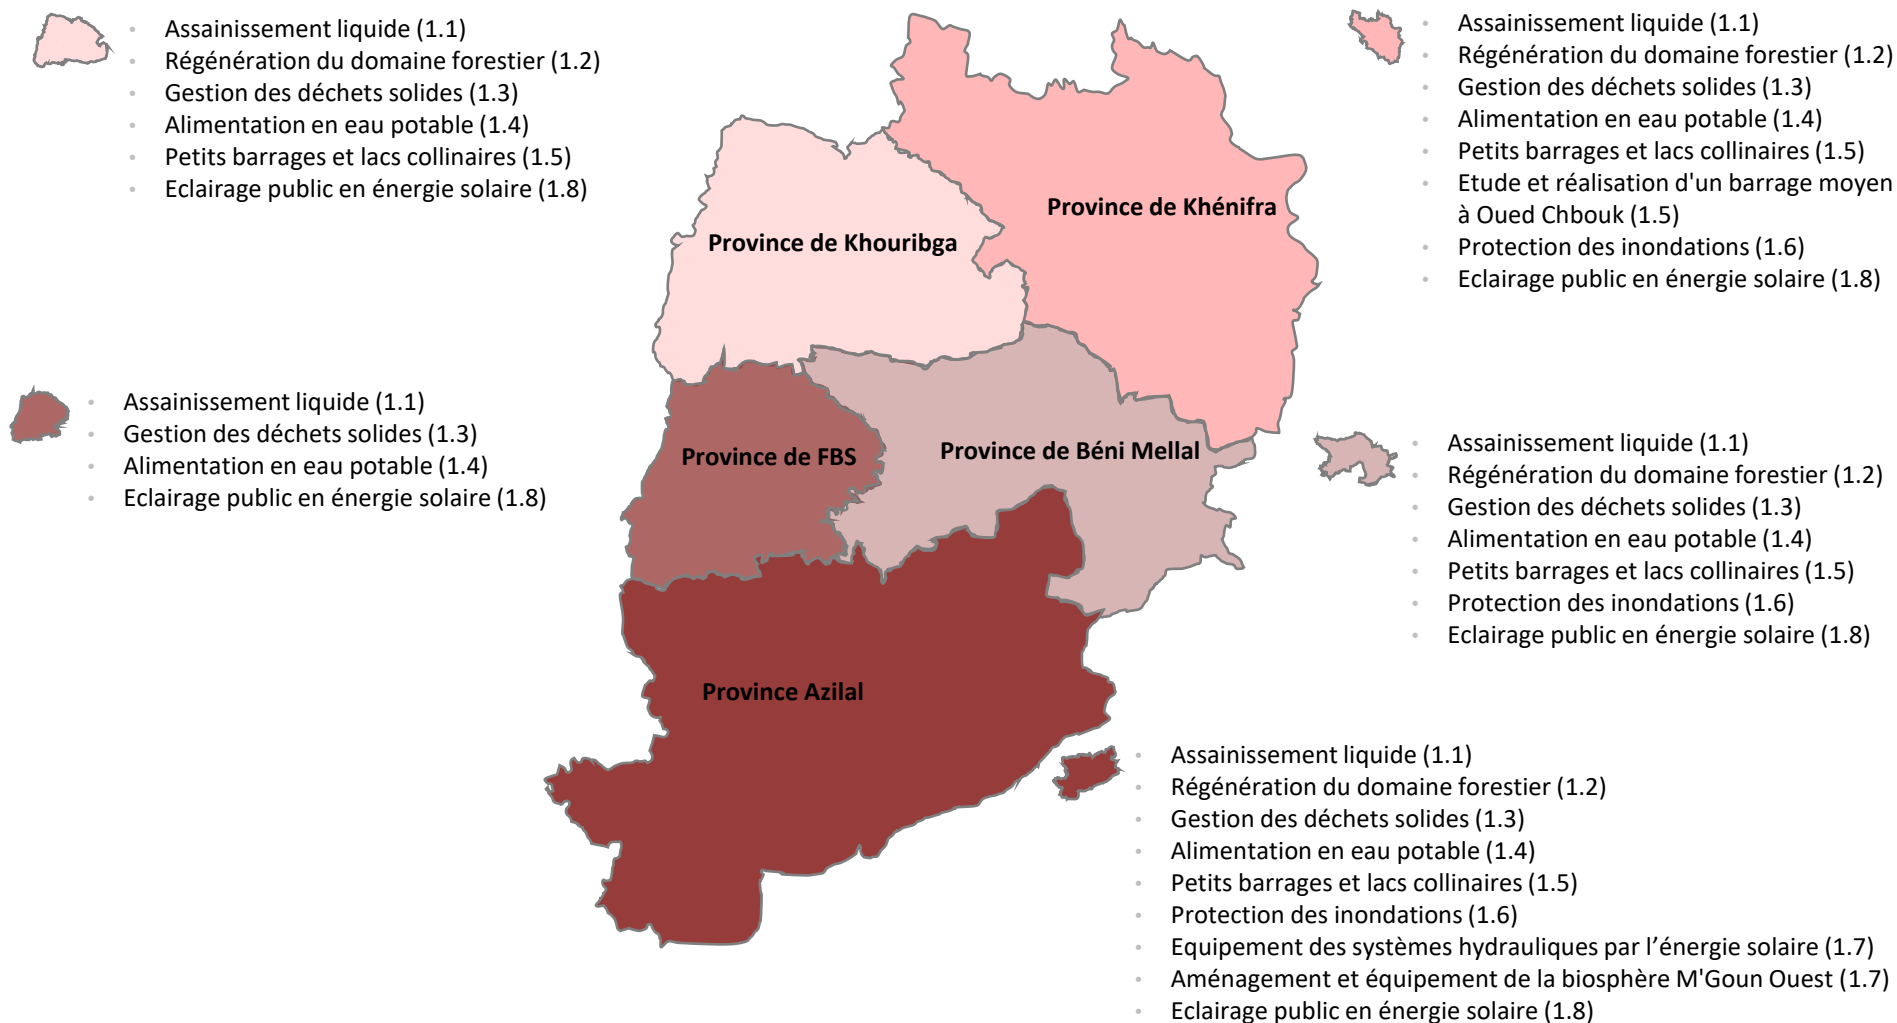 Assainissement liquide (1.1)
Régénération du domaine forestier (1.2)
Gestion des déchets solides (1.3)
Alimentation en eau potable (1.4)
Petits barrages et lacs collinaires (1.5)
Eclairage public en énergie solaire (1.8)
Assainissement liquide (1.1)
Régénération du domaine forestier (1.2)
Gestion des déchets solides (1.3)
Alimentation en eau potable (1.4)
Petits barrages et lacs collinaires (1.5)
Etude et réalisation d'un barrage moyen
à Oued Chbouk (1.5)
Protection des inondations (1.6)
Eclairage public en énergie solaire (1.8)
Province de Khénifra
Province de Khouribga
Assainissement liquide (1.1)
Gestion des déchets solides (1.3)
Alimentation en eau potable (1.4)
Eclairage public en énergie solaire (1.8)
Province de FBS
Province de Béni Mellal
Assainissement liquide (1.1)
Régénération du domaine forestier (1.2)
Gestion des déchets solides (1.3)
Alimentation en eau potable (1.4)
Petits barrages et lacs collinaires (1.5)
Protection des inondations (1.6)
Eclairage public en énergie solaire (1.8)
Province Azilal
Assainissement liquide (1.1)
Régénération du domaine forestier (1.2)
Gestion des déchets solides (1.3)
Alimentation en eau potable (1.4)
Petits barrages et lacs collinaires (1.5)
Protection des inondations (1.6)
Equipement des systèmes hydrauliques par l’énergie solaire (1.7)
Aménagement et équipement de la biosphère M'Goun Ouest (1.7)
Eclairage public en énergie solaire (1.8)